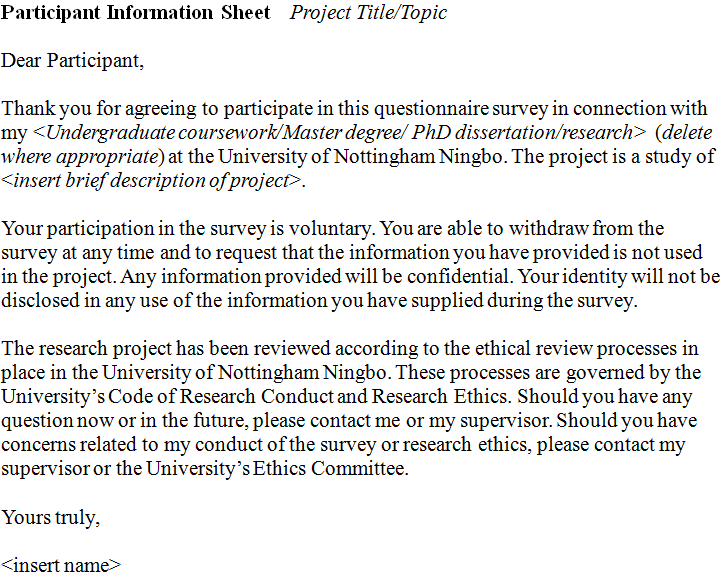 Participant Information Sheet Project Title/Topic
Dear Participant,
Thank you for agreeing to participate in this questionnaire survey in connection with
my <Undergraduate coursework/Master degree/ PhD dissertation/research> (delete
where appropriate) at the University of Nottingham Ningbo. The project is a study of
<insert brief description of project>.
Your participation in the survey is voluntary. You are able to withdraw from the
survey at any time and to request that the information you have provided is not used
in the project. Any information provided will be confidential. Your identity will not be
disclosed in any use of the information you have supplied during the survey.
The research project has been reviewed according to the ethical review processes in
place in the University of Nottingham Ningbo. These processes are governed by the
University's Code of Research Conduct and Research Ethics. Should you have any
question now or in the future, please contact me or my supervisor. Should you have
concerns related to my conduct of the survey or research ethics, please contact my
supervisor or the University's Ethics Committee.
Yours truly,
<insert name>